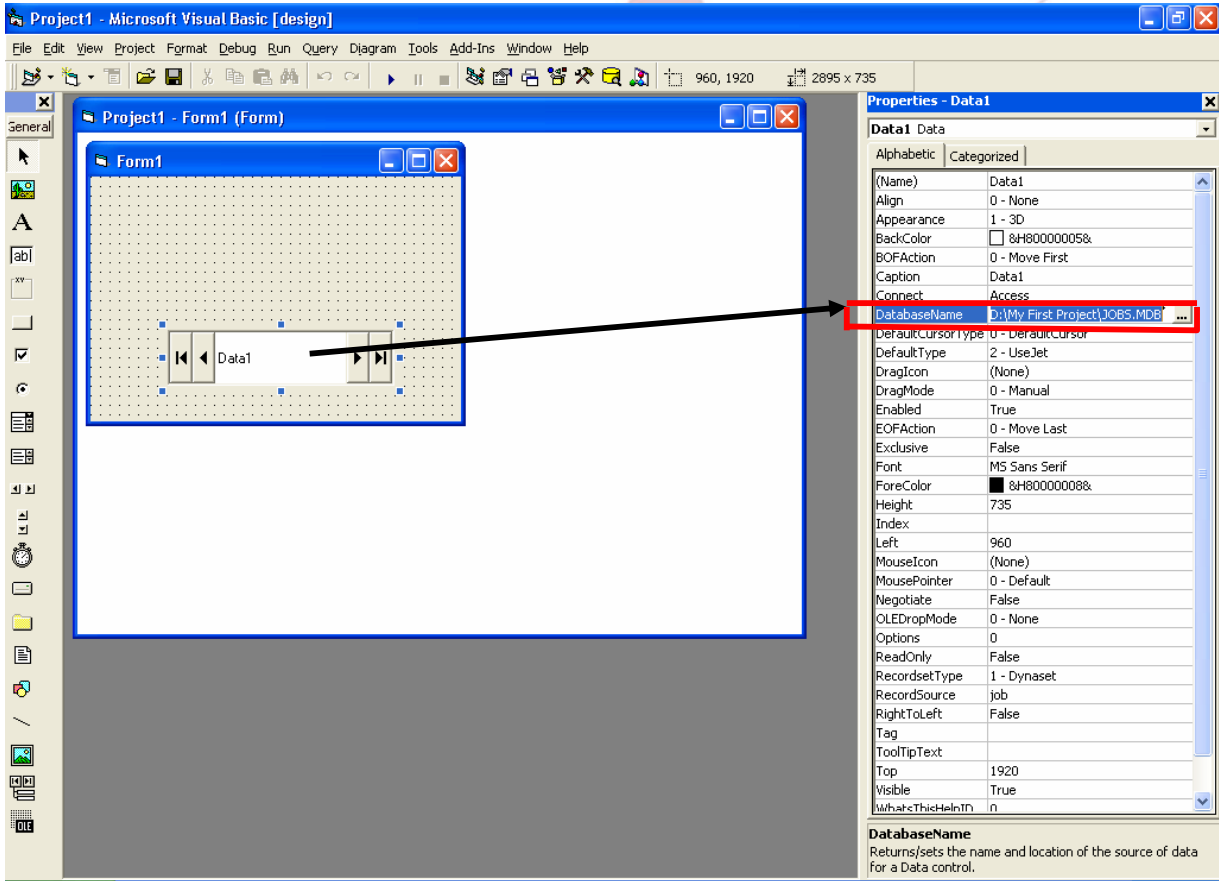 Project1 - Microsoft Visual Basic [design]
File Edit View Project Format Debug Run Query Diagram Tools Add-Ins Window Help
960, 1920 2895 x 735
General
Project1 - Form1 (Form)
Form1
Data1
A
ab
xy
OLE
Properties - Data1
Data1 Data
Alphabetic Categorized
(Name) Data1
Align 0 - None
Appearance 1 - 3D
BackColor &H80000005&
BOFAction 0 - Move First
Caption Data1
Connect Access
DatabaseName D:\My First Project\JOBS.MDB ...
DefaultCursorType 0 - DefaultCursor
DefaultType 2 - UseJet
DragIcon (None)
DragMode 0 - Manual
Enabled True
EOFAction 0 - Move Last
Exclusive False
Font MS Sans Serif
ForeColor &H80000008&
Height 735
Index
Left 960
MouseIcon (None)
MousePointer 0 - Default
Negotiate False
OLEDropMode 0 - None
Options 0
ReadOnly False
RecordsetType 1 - Dynaset
RecordSource job
RightToLeft False
Tag
ToolTipText
Top 1920
Visible True
WhatsThisHelpID 0
DatabaseName
Returns/sets the name and location of the source of data
for a Data control.